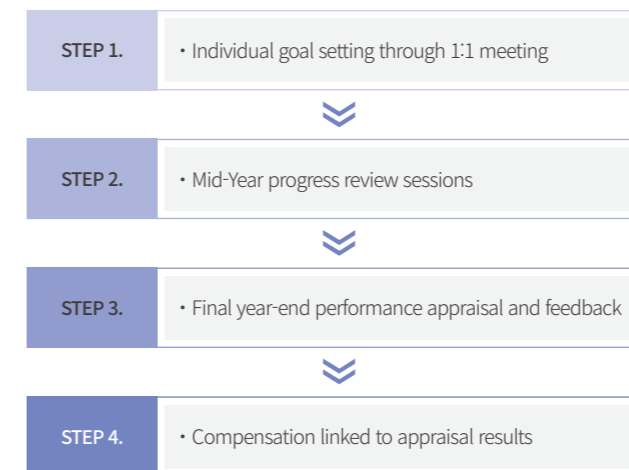 STEP 1.
・Individual goal setting through 1:1 meeting
STEP 2.
・Mid-Year progress review sessions
STEP 3.
・Final year-end performance appraisal and feedback
STEP 4.
・Compensation linked to appraisal results